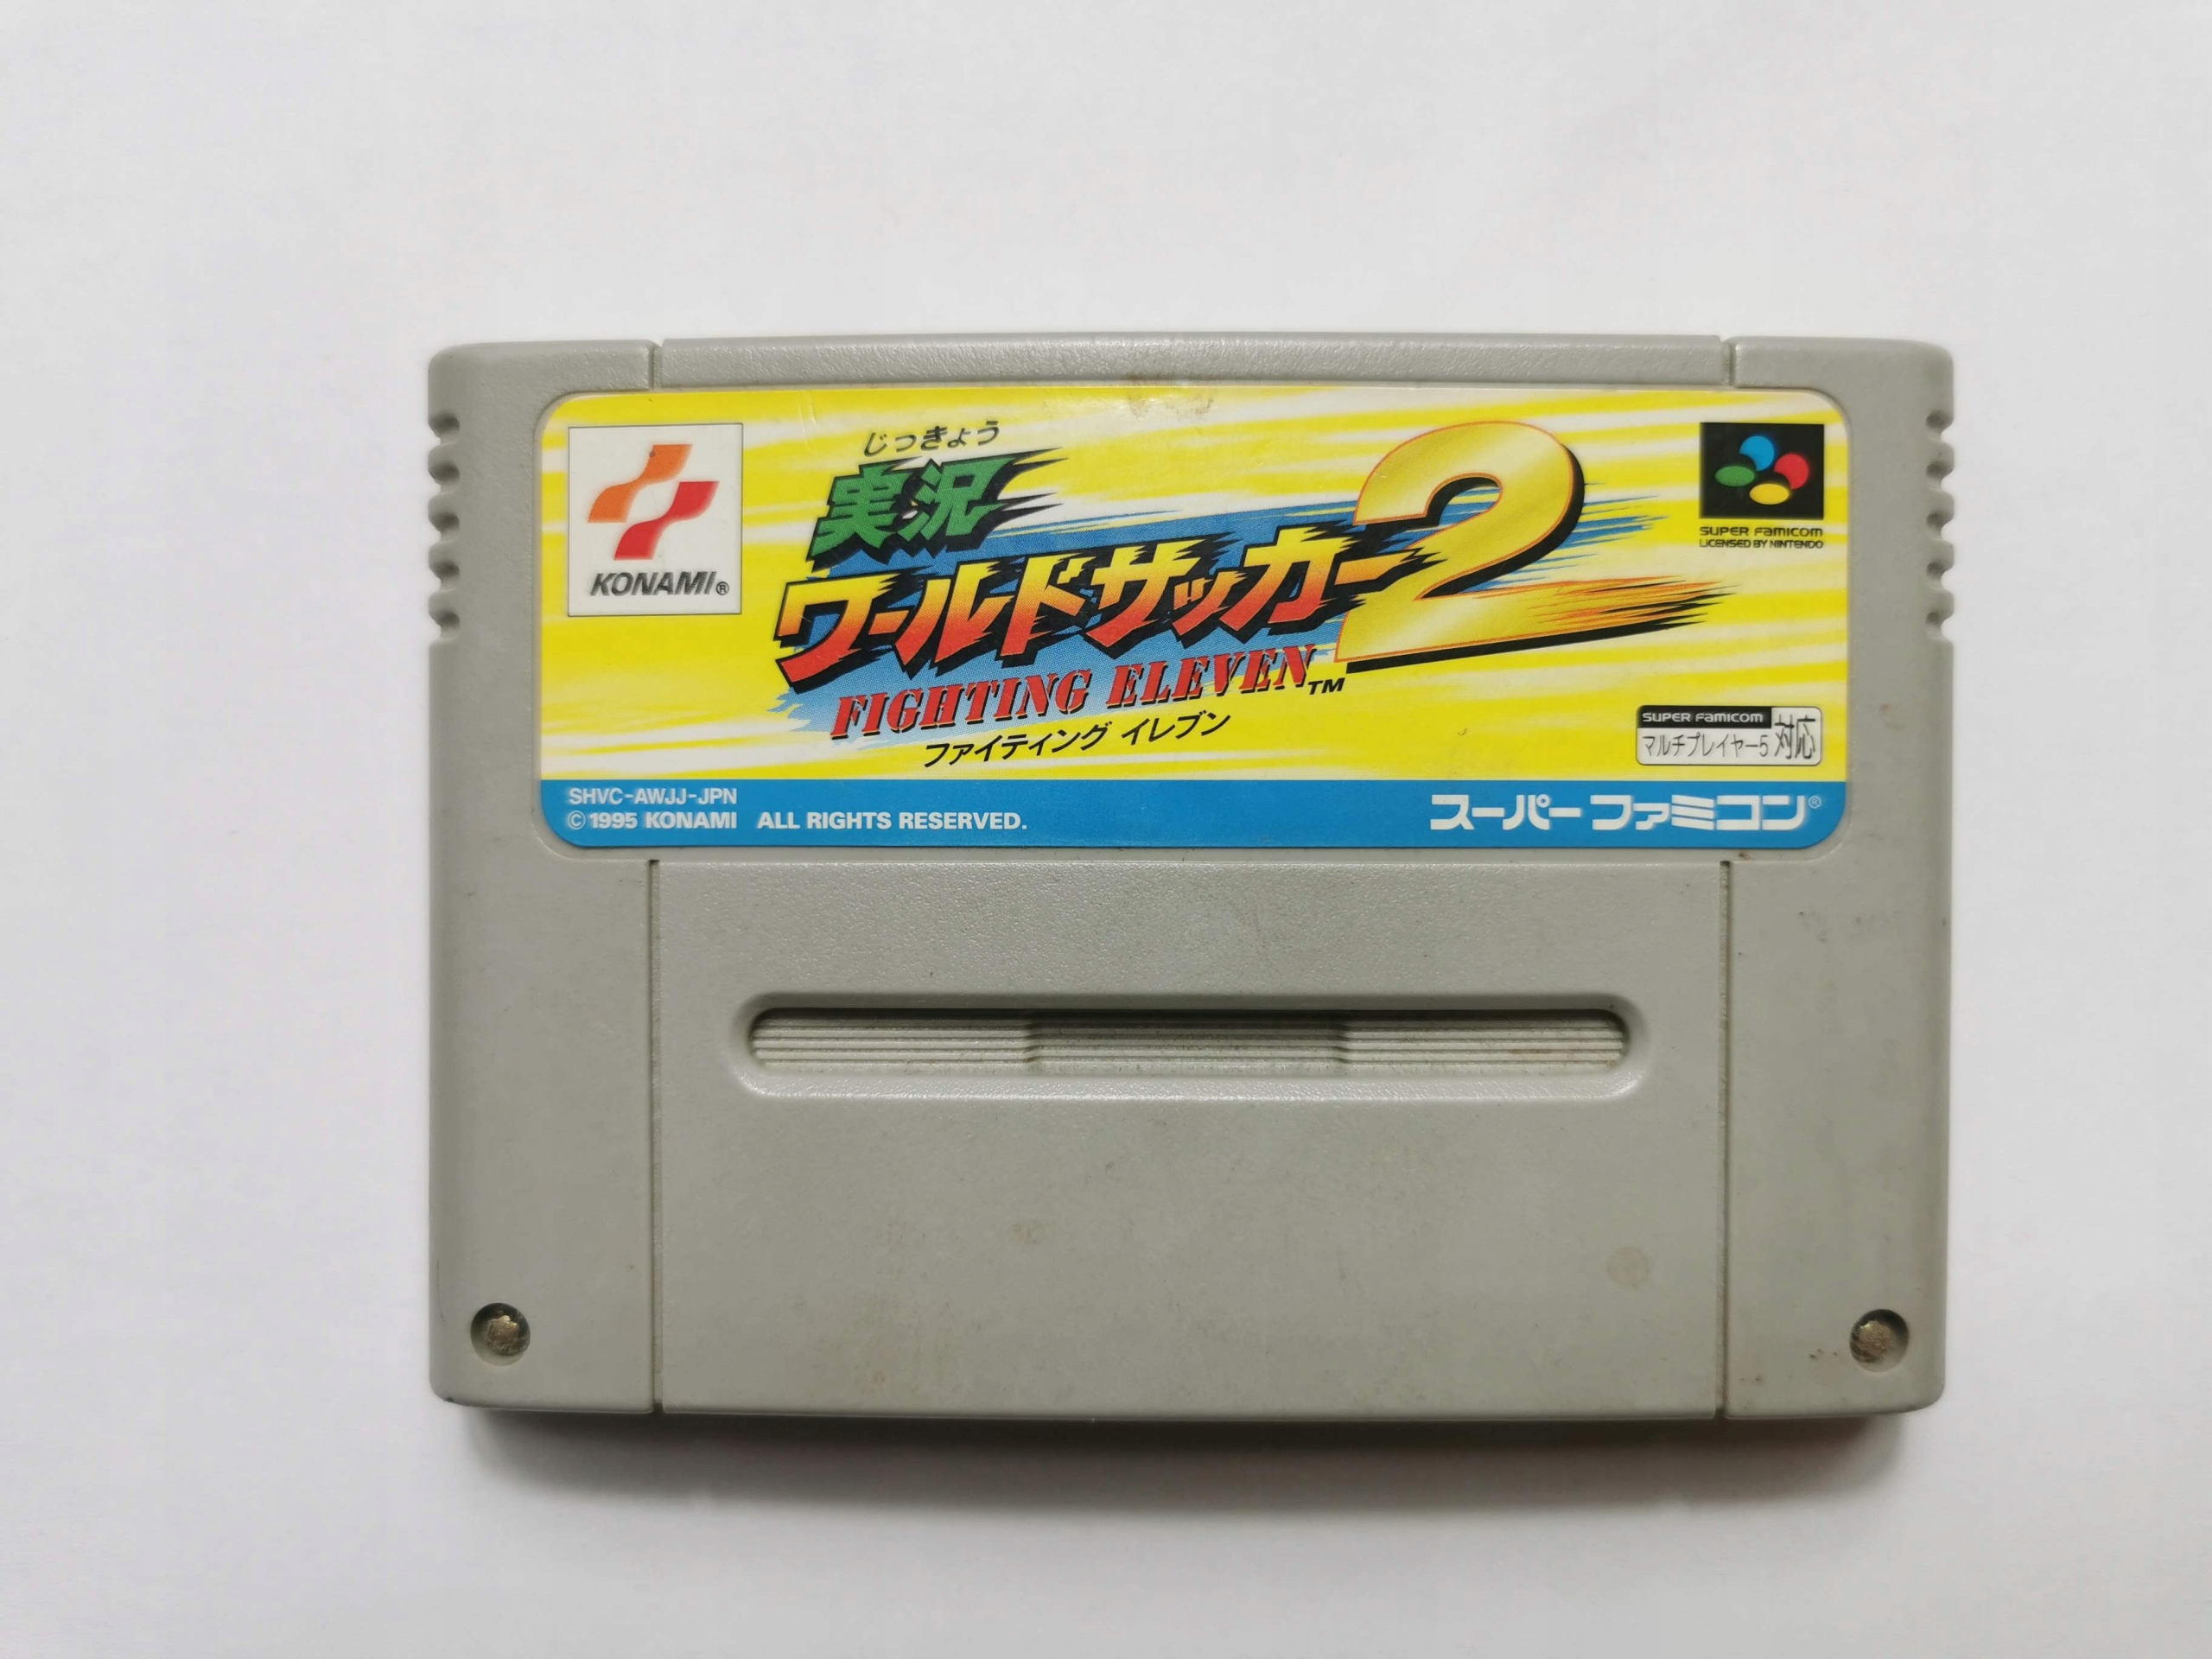 KONAMI®
じっきょう
実況
ワールドサッカー2
FIGHTING ELEVEN™
ファイティング イレブン
SUPER FAMICOM
LICENSED BY NINTENDO
SUPER FAMICOM
マルチプレイヤー5 対応
SHVC-AWJJ-JPN
© 1995 KONAMI ALL RIGHTS RESERVED.
スーパーファミコン®